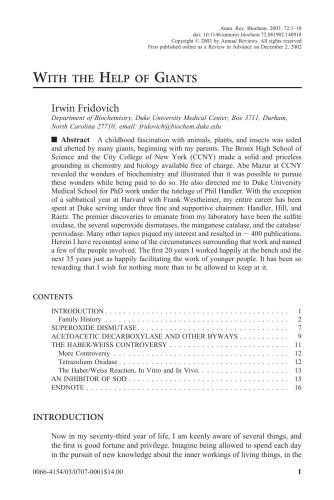 Annu. Rev. Biochem. 2003. 72:1–18
doi: 10.1146/annurev.biochem.72.081902.140918
Copyright © 2003 by Annual Reviews. All rights reserved
First published online as a Review in Advance on December 2, 2002
WITH THE HELP OF GIANTS
Irwin Fridovich
Department of Biochemistry, Duke University Medical Center, Box 3711, Durham,
North Carolina 27710; email: fridovich@biochem.duke.edu
■ Abstract A childhood fascination with animals, plants, and insects was aided
and abetted by many giants, beginning with my parents. The Bronx High School of
Science and the City College of New York (CCNY) made a solid and priceless
grounding in chemistry and biology available free of charge. Abe Mazur at CCNY
revealed the wonders of biochemistry and illustrated that it was possible to pursue
these wonders while being paid to do so. He also directed me to Duke University
Medical School for PhD work under the tutelage of Phil Handler. With the exception
of a sabbatical year at Harvard with Frank Westheimer, my entire career has been
spent at Duke serving under three fine and supportive chairmen: Handler, Hill, and
Raetz. The premier discoveries to emanate from my laboratory have been the sulfite
oxidase, the several superoxide dismutases, the manganese catalase, and the catalase/
peroxidase. Many other topics piqued my interest and resulted in ~ 400 publications.
Herein I have recounted some of the circumstances surrounding that work and named
a few of the people involved. The first 20 years I worked happily at the bench and the
next 35 years just as happily facilitating the work of younger people. It has been so
rewarding that I wish for nothing more than to be allowed to keep at it.
CONTENTS
INTRODUCTION . . . . . . . . . . . . . . . . . . . . . . . . . . . . . . . . . . . . 1
Family History . . . . . . . . . . . . . . . . . . . . . . . . . . . . . . . . . . . . 2
SUPEROXIDE DISMUTASE . . . . . . . . . . . . . . . . . . . . . . . . . . . . . 7
ACETOACETIC DECARBOXYLASE AND OTHER BYWAYS . . . . . . . . . . . 9
THE HABER/WEISS CONTROVERSY . . . . . . . . . . . . . . . . . . . . . . . 11
More Controversy . . . . . . . . . . . . . . . . . . . . . . . . . . . . . . . . . . 12
Tetrazolium Oxidase . . . . . . . . . . . . . . . . . . . . . . . . . . . . . . . . . 12
The Haber/Weiss Reaction, In Vitro and In Vivo . . . . . . . . . . . . . . . . . 13
AN INHIBITOR OF SOD . . . . . . . . . . . . . . . . . . . . . . . . . . . . . . . 15
ENDNOTE . . . . . . . . . . . . . . . . . . . . . . . . . . . . . . . . . . . . . . . 16
INTRODUCTION
Now in my seventy-third year of life, I am keenly aware of several things, and
the first is good fortune and privilege. Imagine being allowed to spend each day
in the pursuit of new knowledge about the inner workings of living things, in the
0066-4154/03/0707-0001$14.00
1